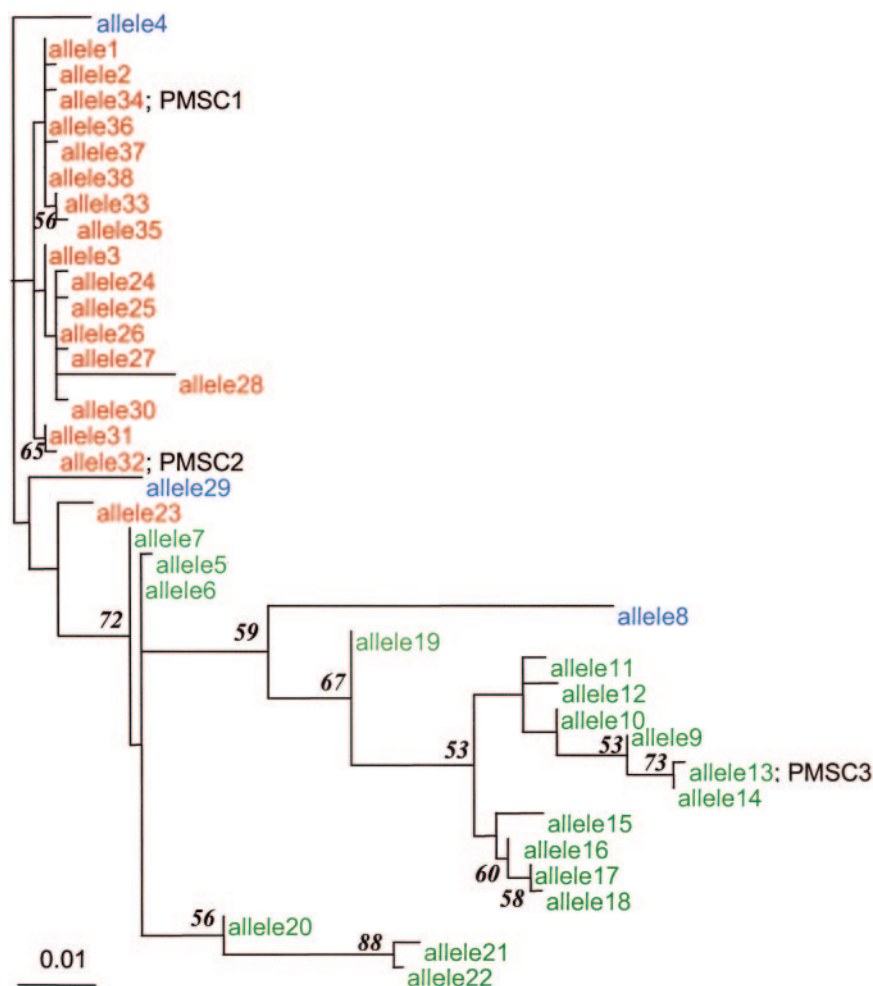 allele4
allele1
allele2
allele34; PMSC1
allele36
allele37
allele38
allele33
56
allele35
allele3
allele24
allele25
allele26
allele27
allele28
allele30
allele31
65
allele32; PMSC2
allele29
allele23
allele7
allele5
allele6
72
59
allele8
allele19
67
allele11
allele12
allele10
53
53
allele9
73
allele13; PMSC3
allele14
allele15
allele16
60
allele17
58
allele18
56
allele20
88
allele21
0.01
allele22